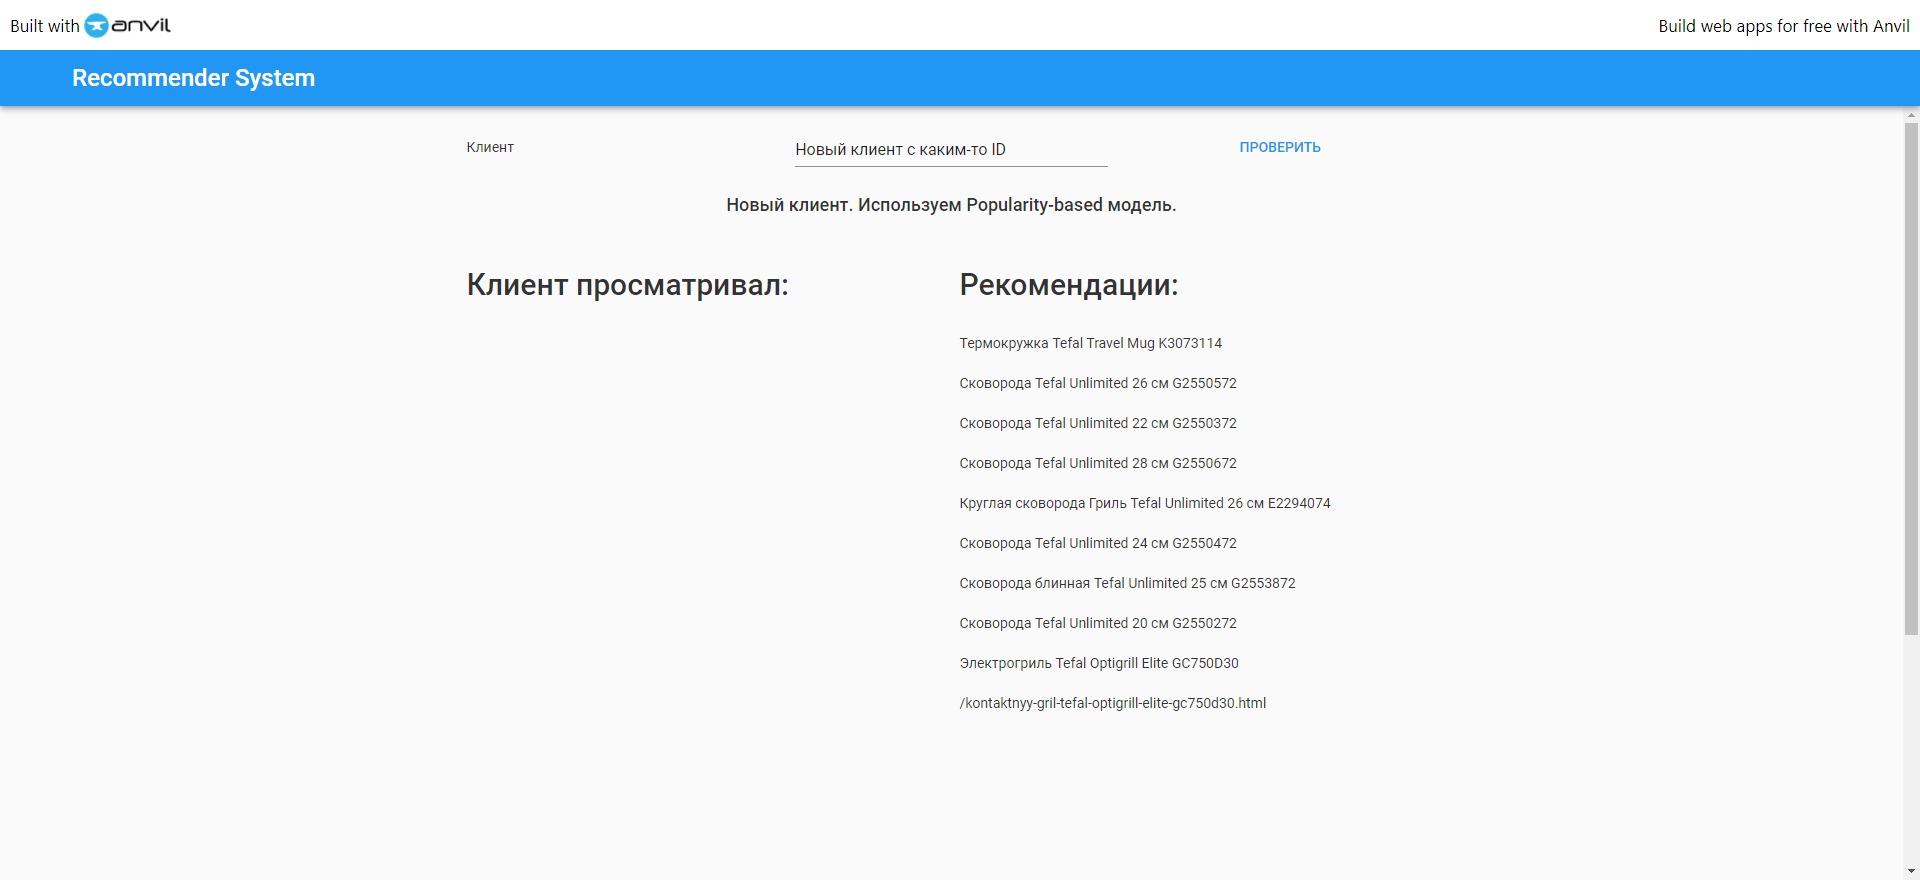 Built with anvil
Build web apps for free with Anvil
Recommender System
Клиент
Новый клиент с каким-то ID
ПРОВЕРИТЬ
Новый клиент. Используем Popularity-based модель.
Клиент просматривал:
Рекомендации:
Термокружка Tefal Travel Mug K3073114
Сковорода Tefal Unlimited 26 см G2550572
Сковорода Tefal Unlimited 22 см G2550372
Сковорода Tefal Unlimited 28 см G2550672
Круглая сковорода Гриль Tefal Unlimited 26 см E2294074
Сковорода Tefal Unlimited 24 см G2550472
Сковорода блинная Tefal Unlimited 25 см G2553872
Сковорода Tefal Unlimited 20 см G2550272
Электрогриль Tefal Optigrill Elite GC750D30
/kontaktnyy-gril-tefal-optigrill-elite-gc750d30.html